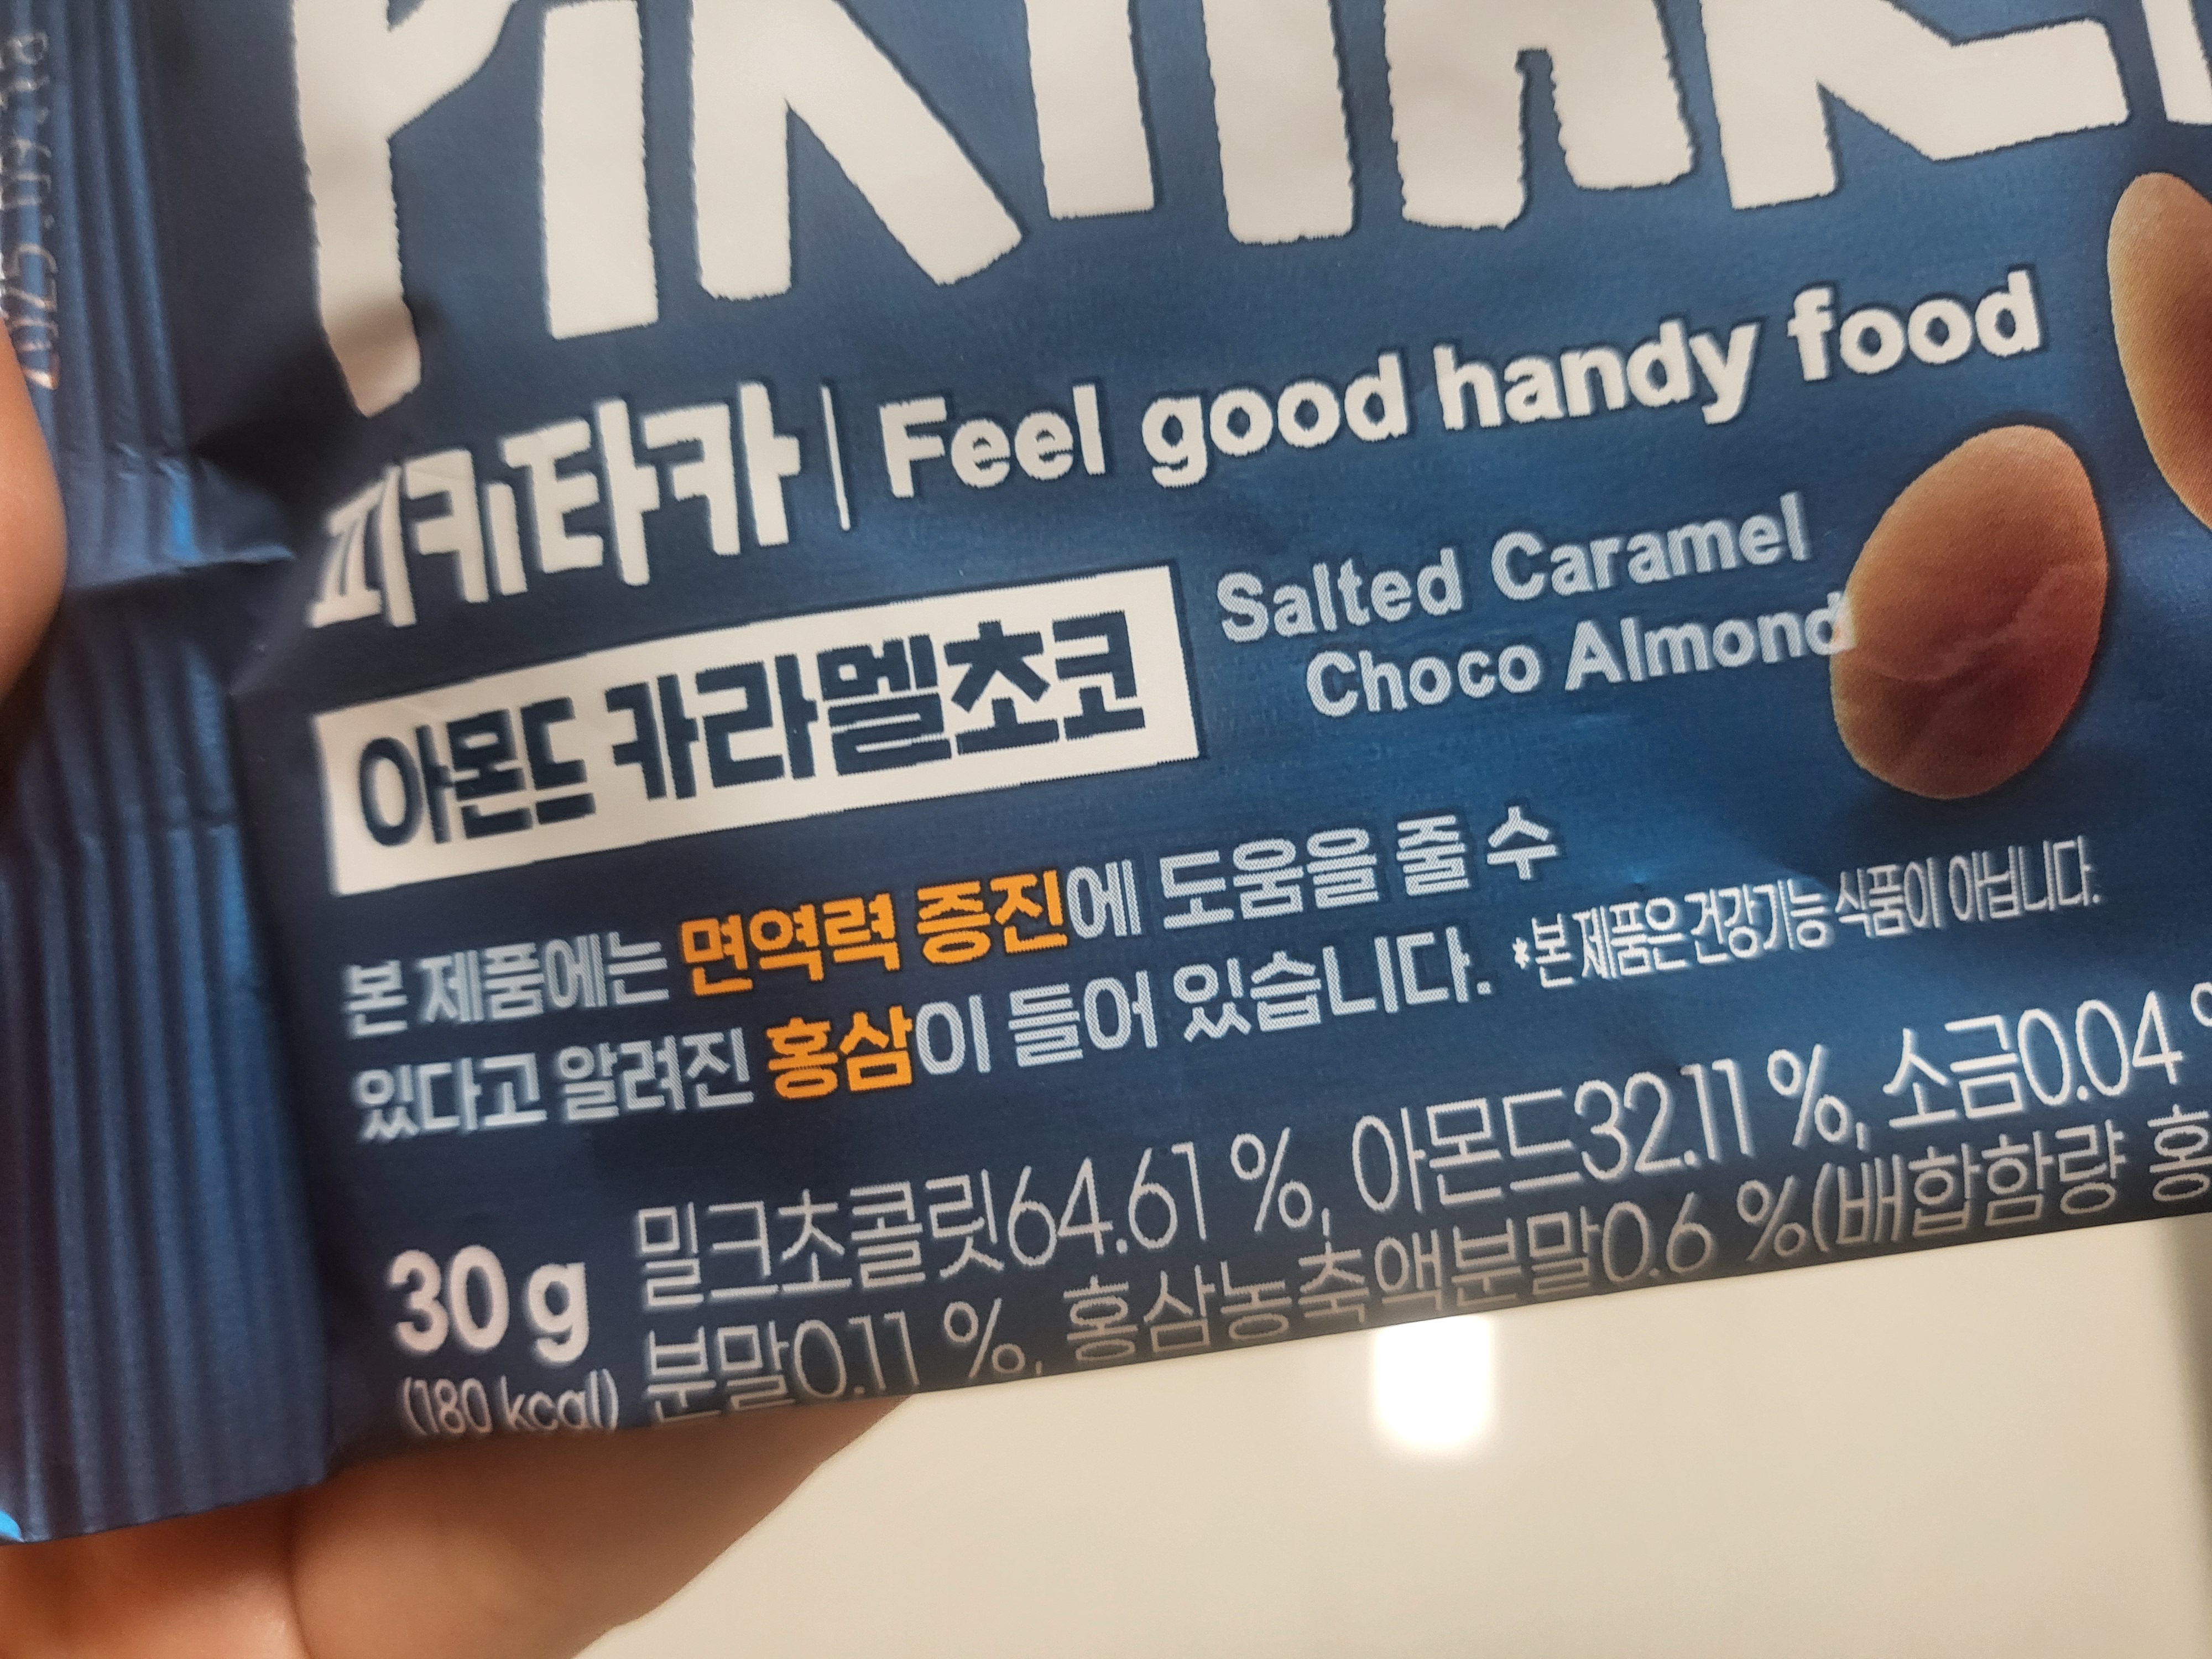 피키타카 | Feel good handy food
아몬드 카라멜초코
Salted Caramel
Choco Almond
본 제품에는 면역력 증진에 도움을 줄 수
있다고 알려진 홍삼이 들어 있습니다. *본 제품은 건강기능 식품이 아닙니다.
30 g
(180 kcal)
밀크초콜릿64.61 %, 아몬드32.11 %, 소금0.04 %
분말0.11 %, 홍삼농축액분말0.6 %(배합함량 홍